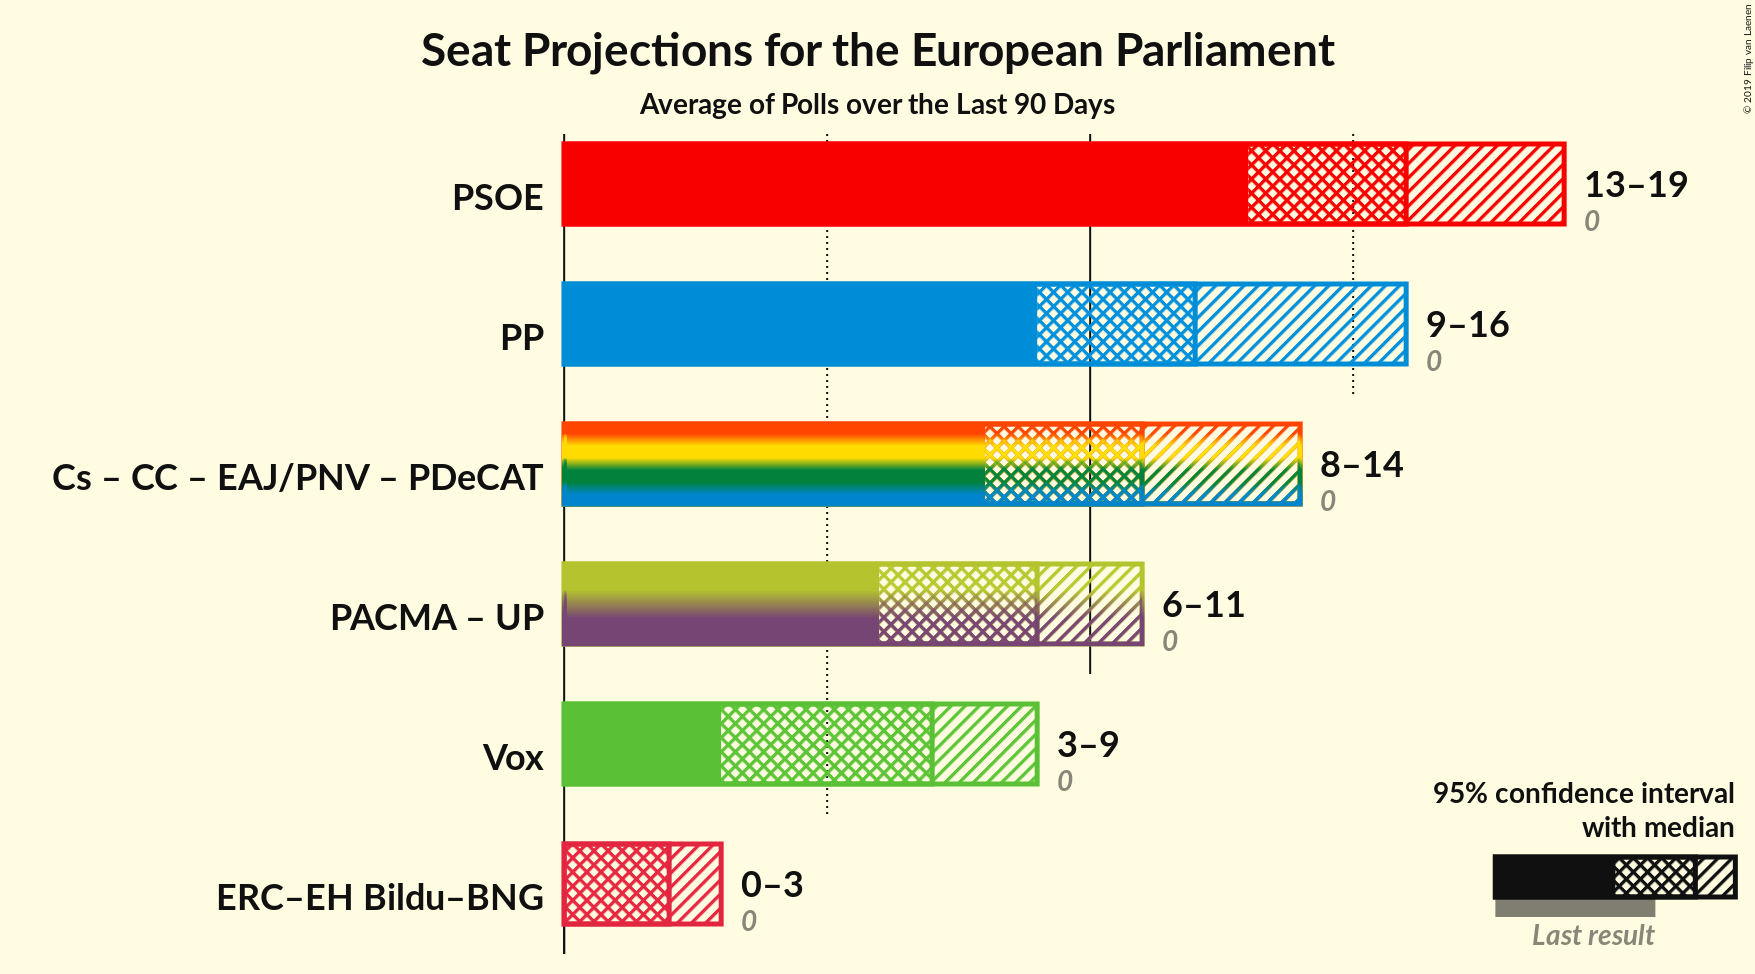 Seat Projections for the European Parliament
Average of Polls over the Last 90 Days
© 2019 Filip van Laenen
PSOE
13–19
0
PP
9–16
0
Cs – CC – EAJ/PNV – PDeCAT
8–14
0
PACMA – UP
6–11
0
Vox
3–9
0
ERC–EH Bildu–BNG
0–3
0
95% confidence interval
with median
Last result